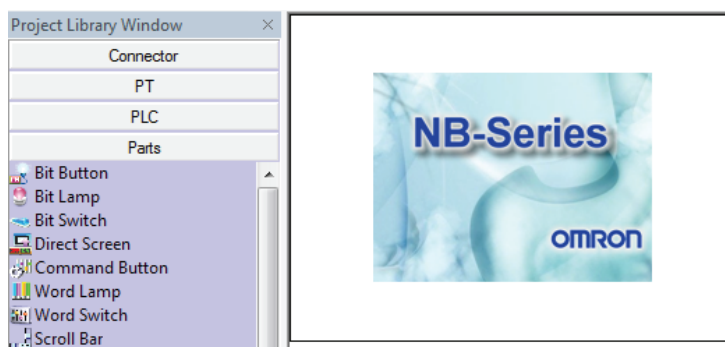 Project Library Window
Connector
PT
PLC
Parts
Bit Button
Bit Lamp
Bit Switch
Direct Screen
Command Button
Word Lamp
Word Switch
Scroll Bar
NB-Series
OMRON